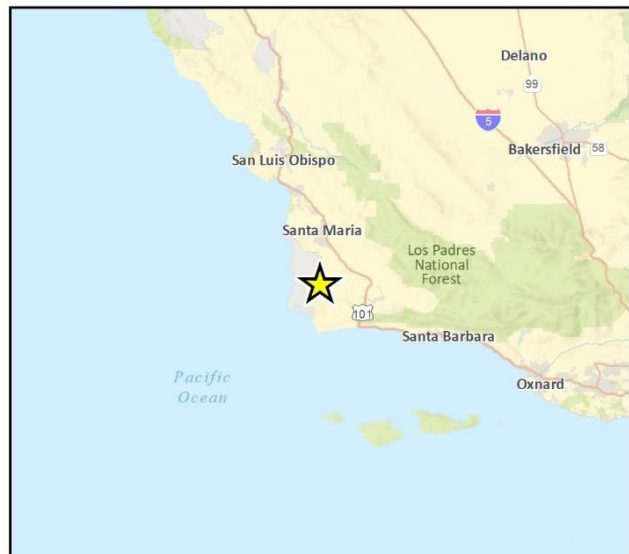 Delano
99
5
Bakersfield
58
San Luis Obispo
Santa Maria
Los Padres
National
Forest
101
Santa Barbara
Pacific
Ocean
Oxnard